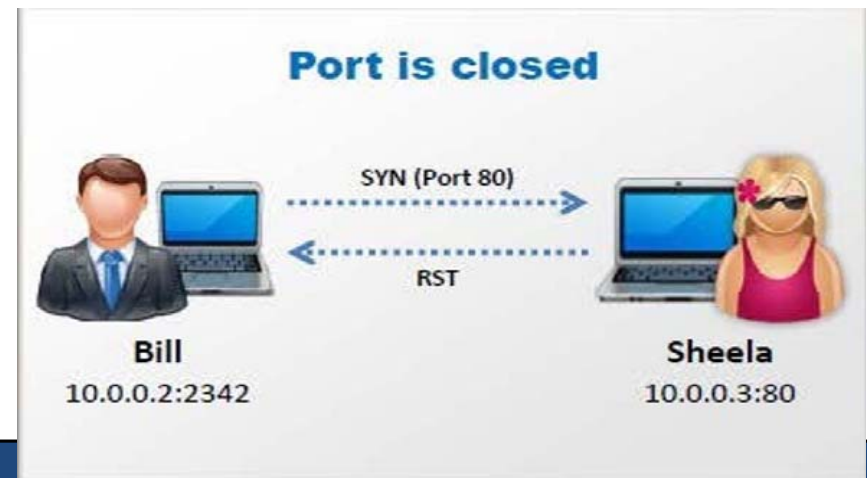 Port is closed
SYN (Port 80)
RST
Bill
10.0.0.2:2342
Sheela
10.0.0.3:80